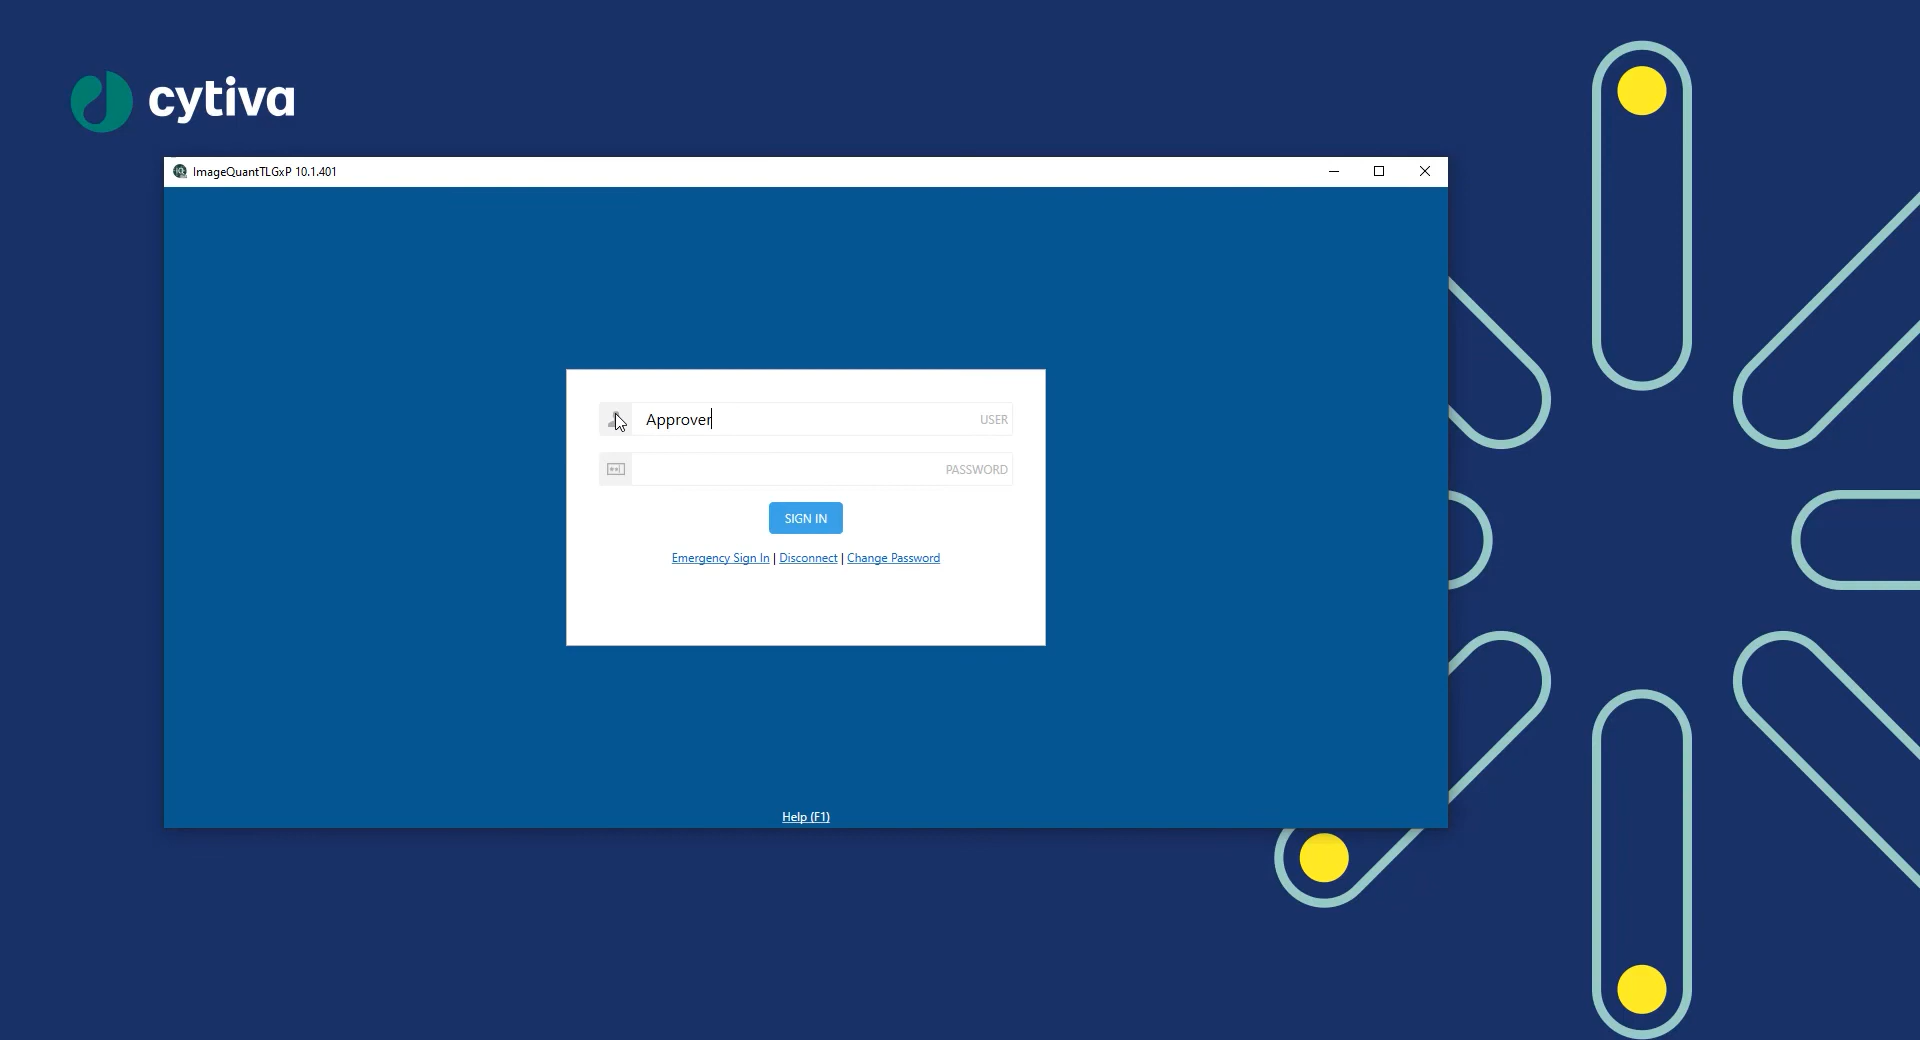 cytiva
ImageQuantTLGxP 10.1.401
Approver USER
PASSWORD
SIGN IN
Emergency Sign In | Disconnect | Change Password
Help (F1)